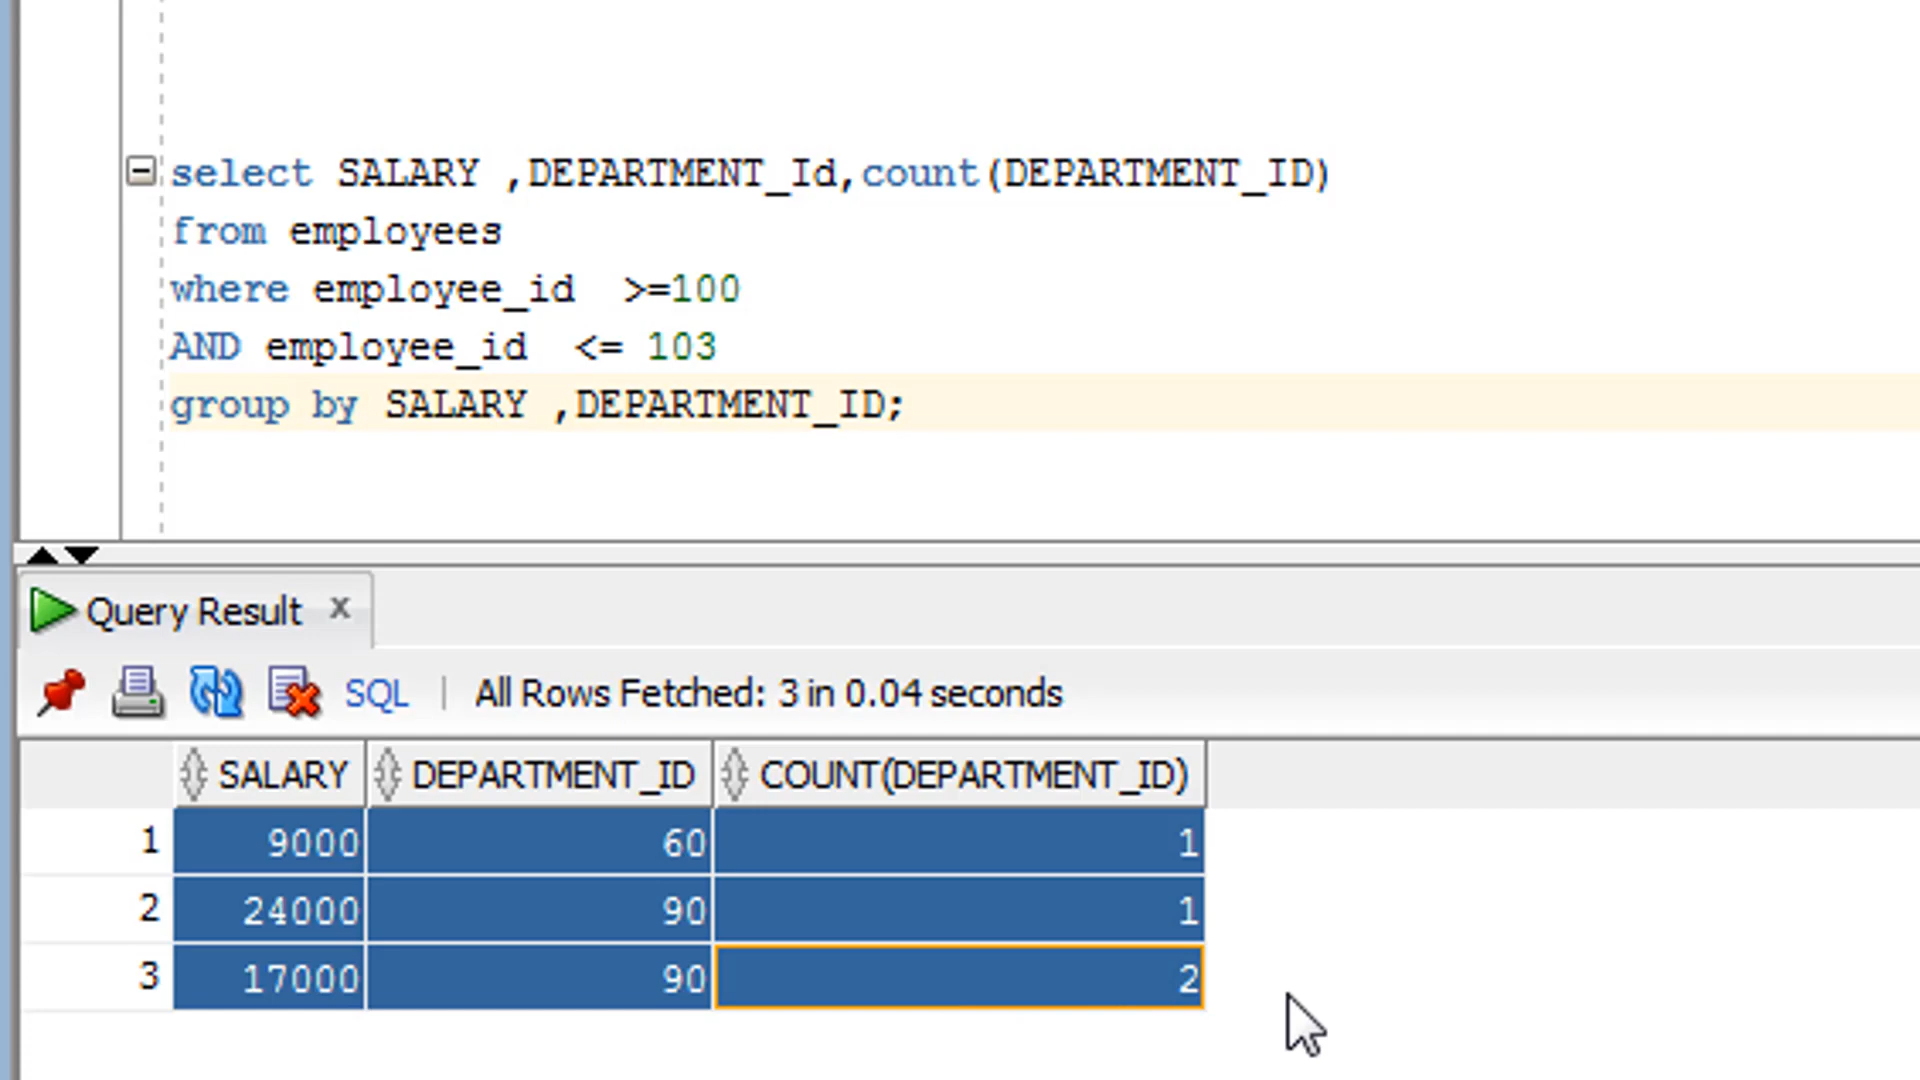 select SALARY ,DEPARTMENT_Id,count(DEPARTMENT_ID)
from employees
where employee_id  >=100
AND employee_id  <= 103
group by SALARY ,DEPARTMENT_ID;
Query Result x
SQL | All Rows Fetched: 3 in 0.04 seconds
SALARY DEPARTMENT_ID COUNT(DEPARTMENT_ID)
1 9000 60 1
2 24000 90 1
3 17000 90 2